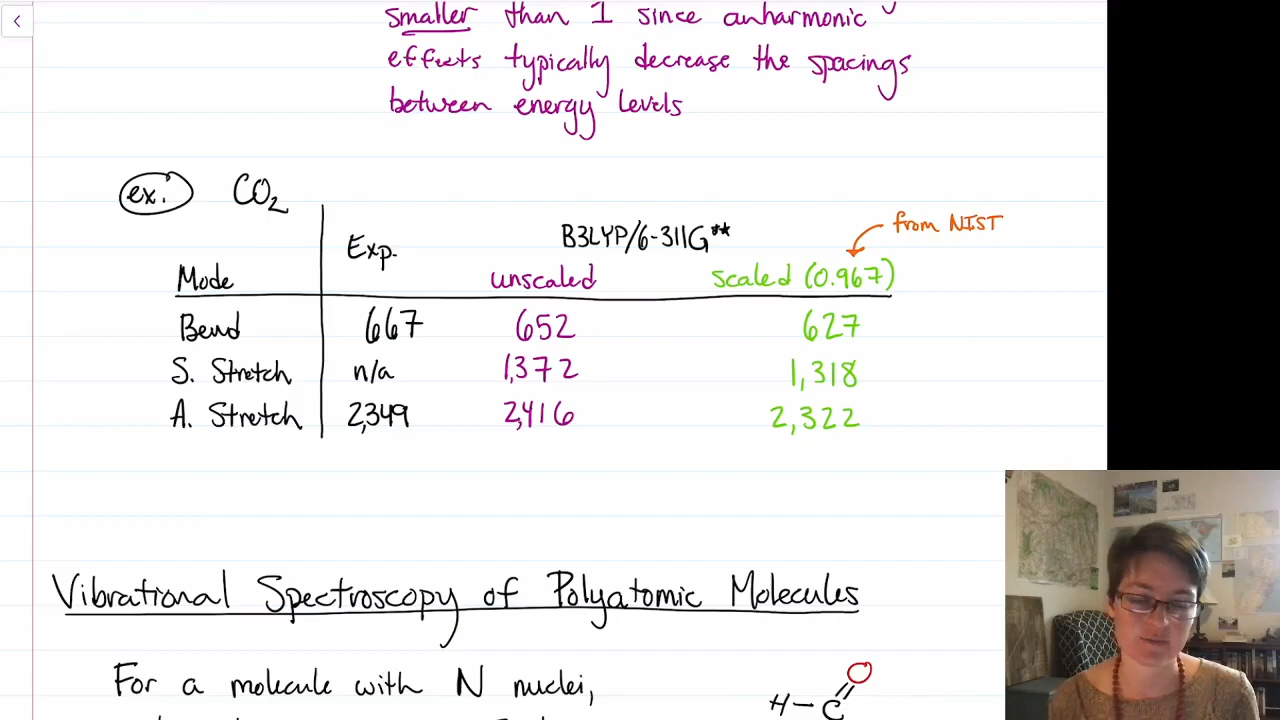 smaller than 1 since anharmonic
effects typically decrease the spacings
between energy levels
ex: CO2
from NIST
Exp. B3LYP/6-311G**
Mode unscaled scaled (0.967)
Bend 667 652 627
S. Stretch n/a 1,372 1,318
A. Stretch 2,349 2,416 2,322
Vibrational Spectroscopy of Polyatomic Molecules
For a molecule with N nuclei,
H-C=O